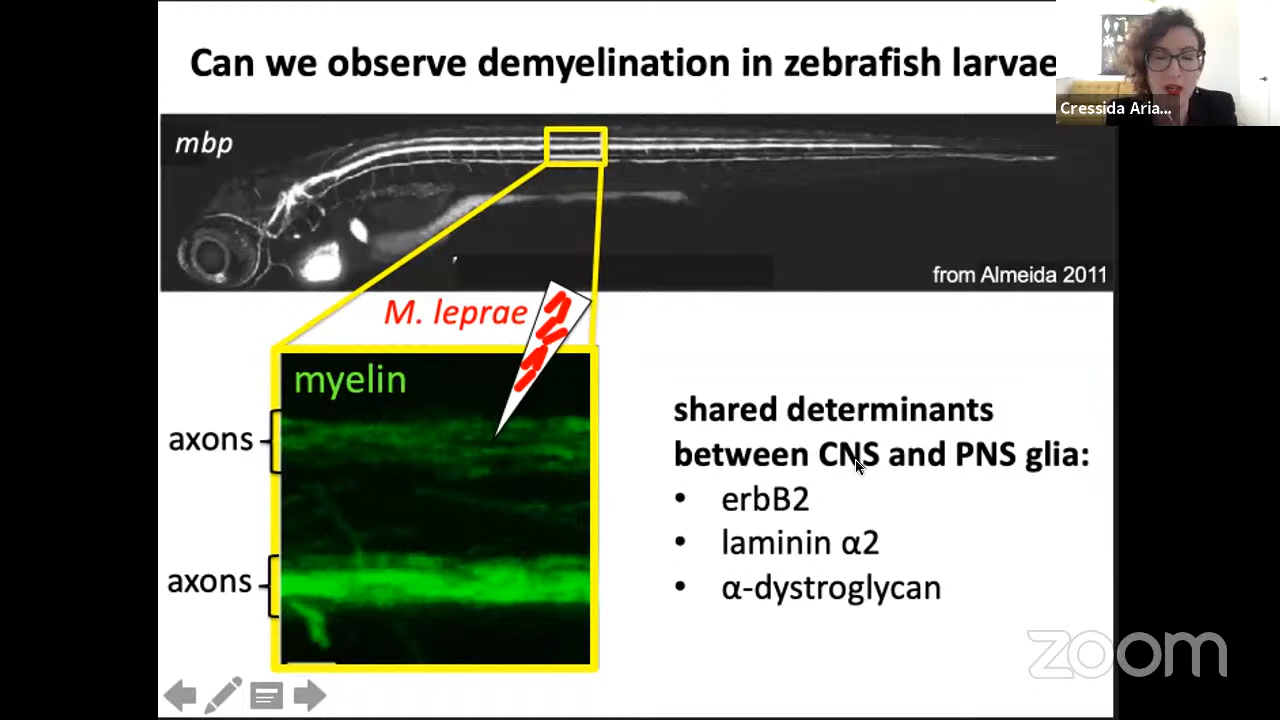 Can we observe demyelination in zebrafish larvae
Cressida Aria...
mbp
from Almeida 2011
M. leprae
myelin
axons
axons
shared determinants
between CNS and PNS glia:
• erbB2
• laminin α2
• α-dystroglycan
zoom